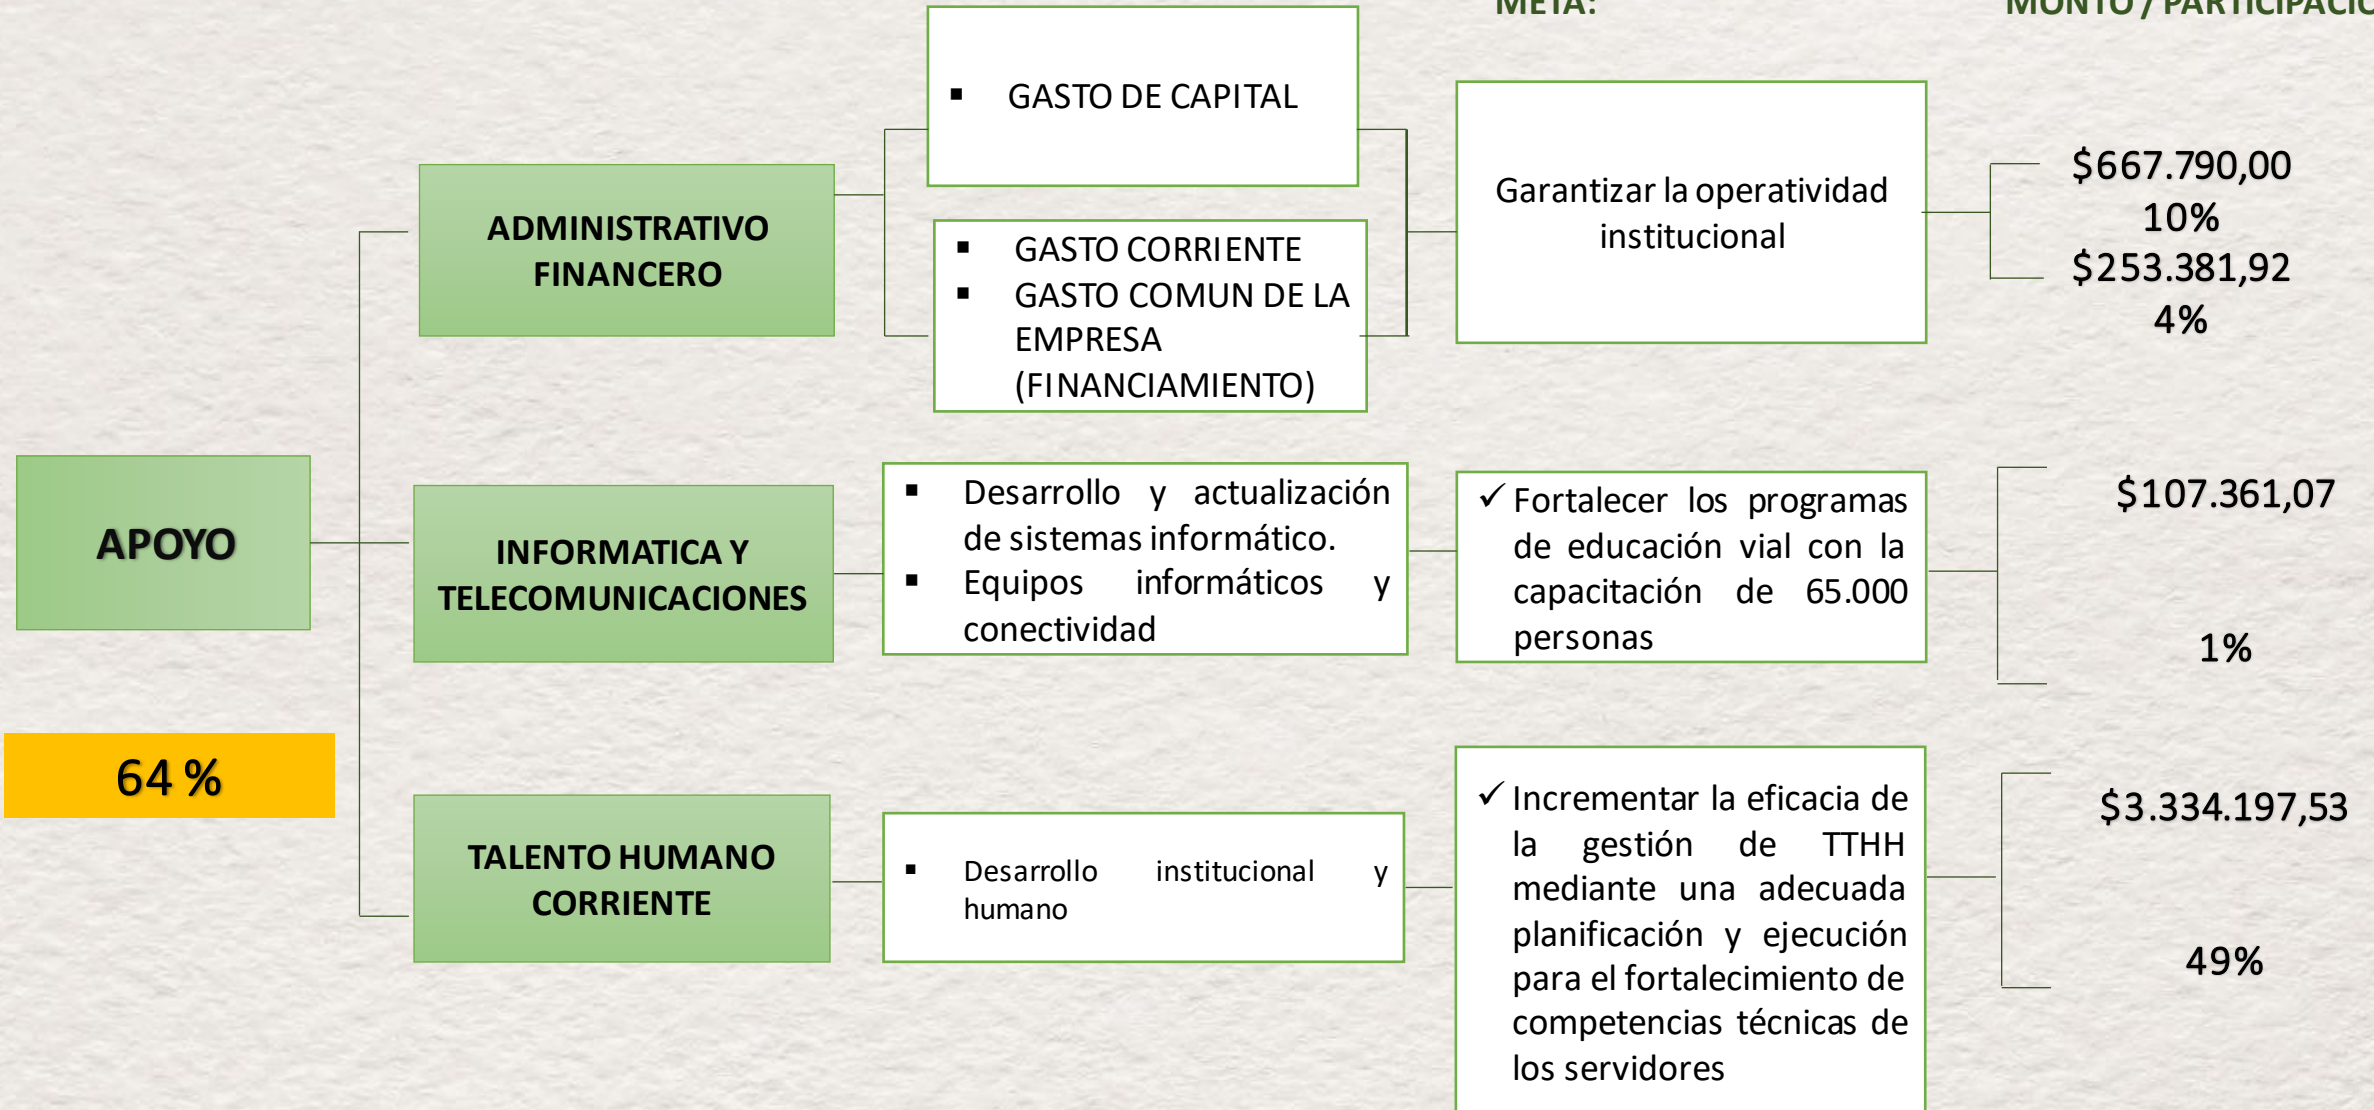 META:
MONTO / PARTICIPACIO
▪ GASTO DE CAPITAL
ADMINISTRATIVO
FINANCERO
▪ GASTO CORRIENTE
▪ GASTO COMUN DE LA
EMPRESA
(FINANCIAMIENTO)
Garantizar la operatividad
institucional
$667.790,00
10%
$253.381,92
4%
APOYO
64 %
INFORMATICA Y
TELECOMUNICACIONES
▪ Desarrollo y actualización
de sistemas informático.
▪ Equipos informáticos y
conectividad
✓ Fortalecer los programas
de educación vial con la
capacitación de 65.000
personas
$107.361,07
1%
TALENTO HUMANO
CORRIENTE
▪ Desarrollo institucional y
humano
✓ Incrementar la eficacia de
la gestión de TTHH
mediante una adecuada
planificación y ejecución
para el fortalecimiento de
competencias técnicas de
los servidores
$3.334.197,53
49%